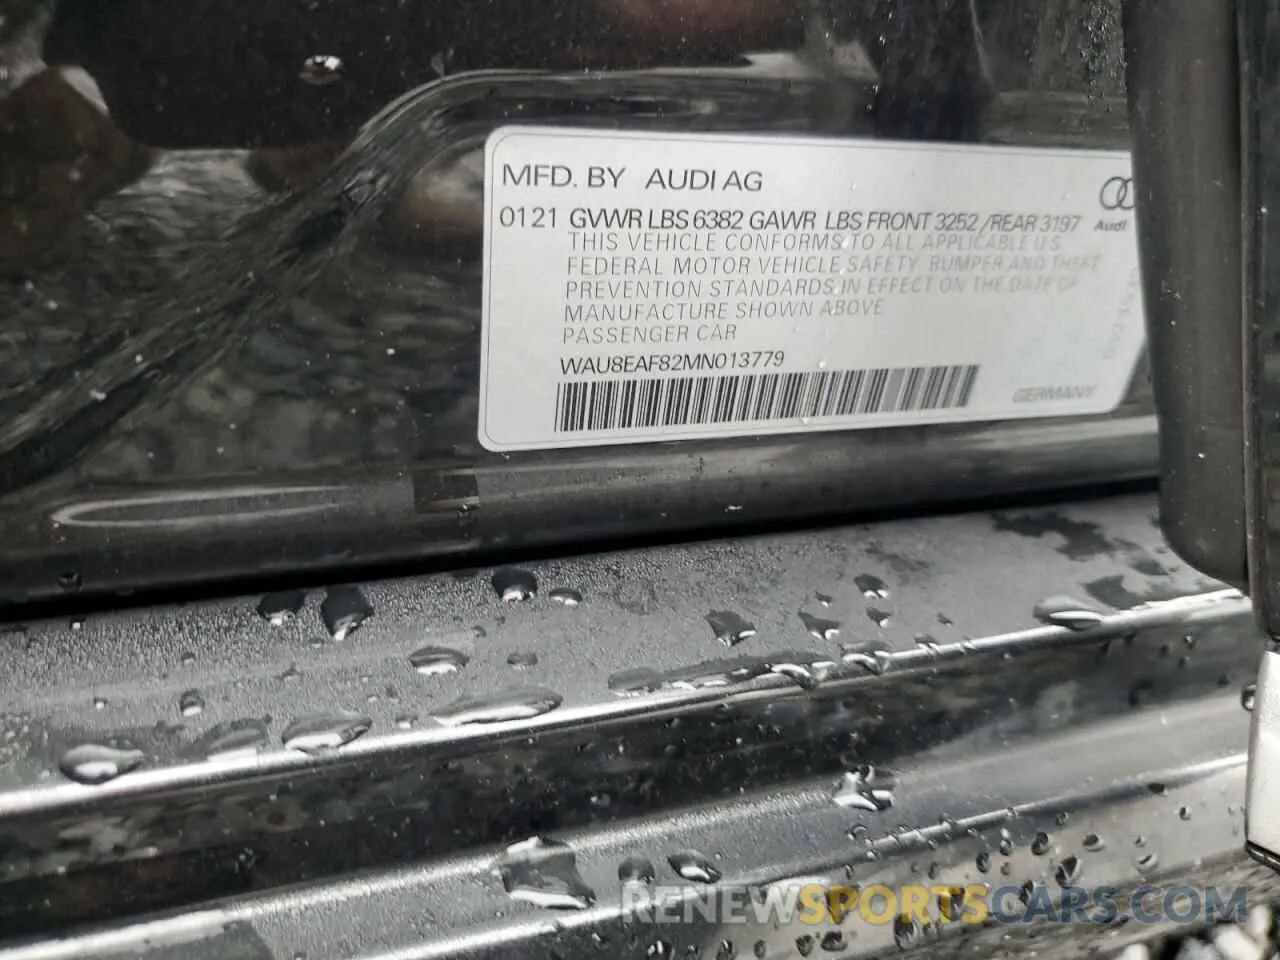 MFD. BY AUDI AG
Audi
0121 GVWR LBS 6382 GAWR LBS FRONT 3252 /REAR 3197
THIS VEHICLE CONFORMS TO ALL APPLICABLE U.S.
FEDERAL MOTOR VEHICLE SAFETY, BUMPER AND THEFT
PREVENTION STANDARDS IN EFFECT ON THE DATE OF
MANUFACTURE SHOWN ABOVE
PASSENGER CAR
WAU8EAF82MN013779
GERMANY
RENEWSPORTSCARS.COM